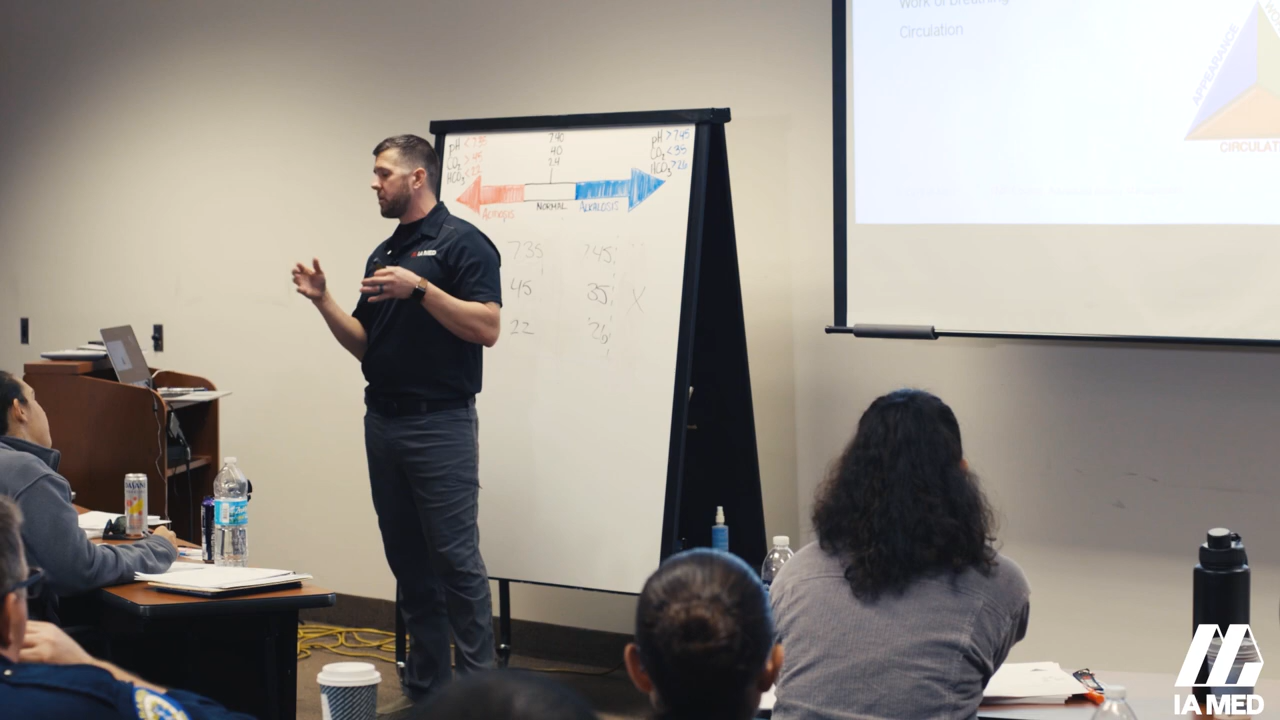 Work of Breathing
Circulation
APPEARANCE
CIRCULAT
pH <7.35
CO₂ >45
HCO₃ <22
7.40
40
24
pH >7.45
CO₂ <35
HCO₃ >26
Acidosis
NORMAL
Alkalosis
7.35
7.45
45
35
X
22
26
IA MED
IA MED